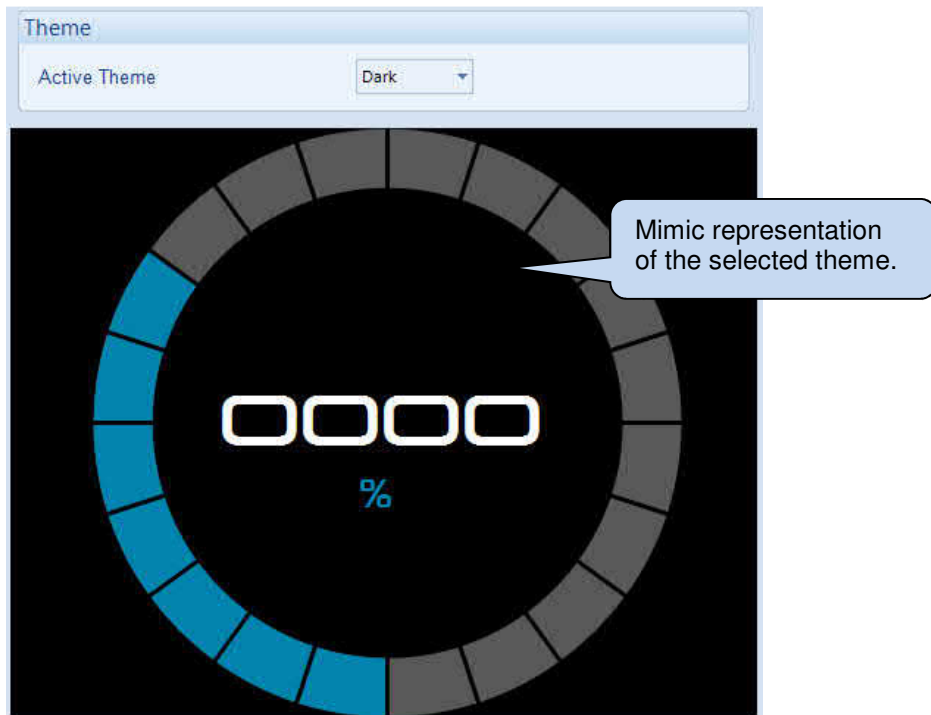 Theme
Active Theme Dark
Mimic representation
of the selected theme.
0000
%